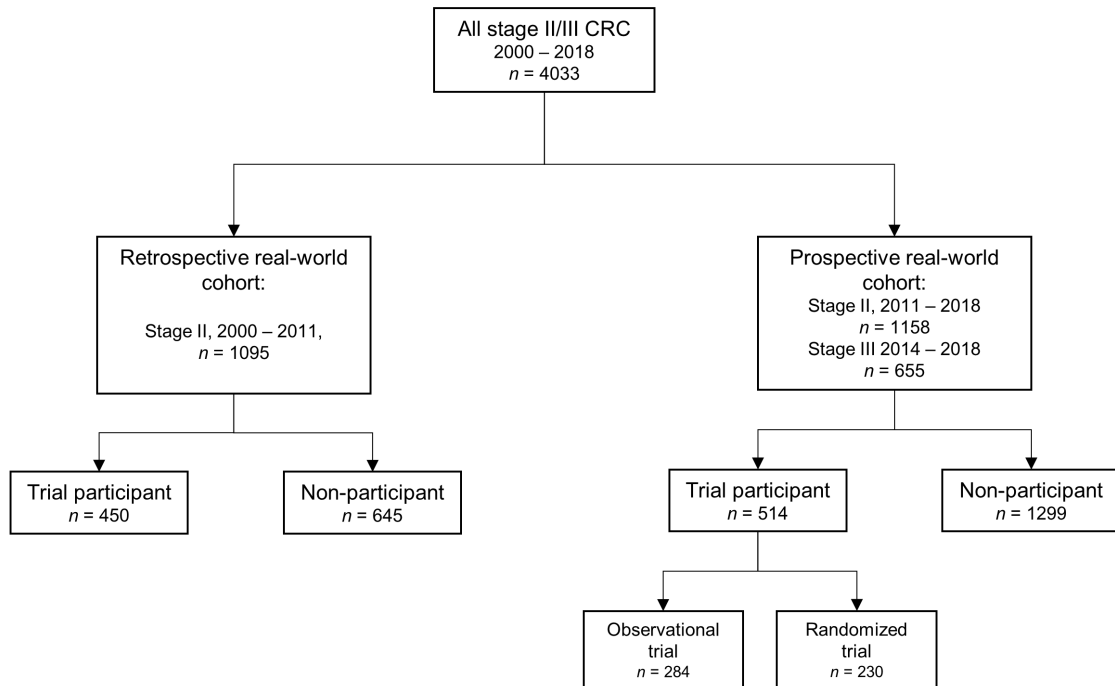 All stage II/III CRC
2000 – 2018
n = 4033
Retrospective real-world
cohort:
Stage II, 2000 – 2011,
n = 1095
Prospective real-world
cohort:
Stage II, 2011 – 2018
n = 1158
Stage III 2014 – 2018
n = 655
Trial participant
n = 450
Non-participant
n = 645
Trial participant
n = 514
Non-participant
n = 1299
Observational
trial
n = 284
Randomized
trial
n = 230